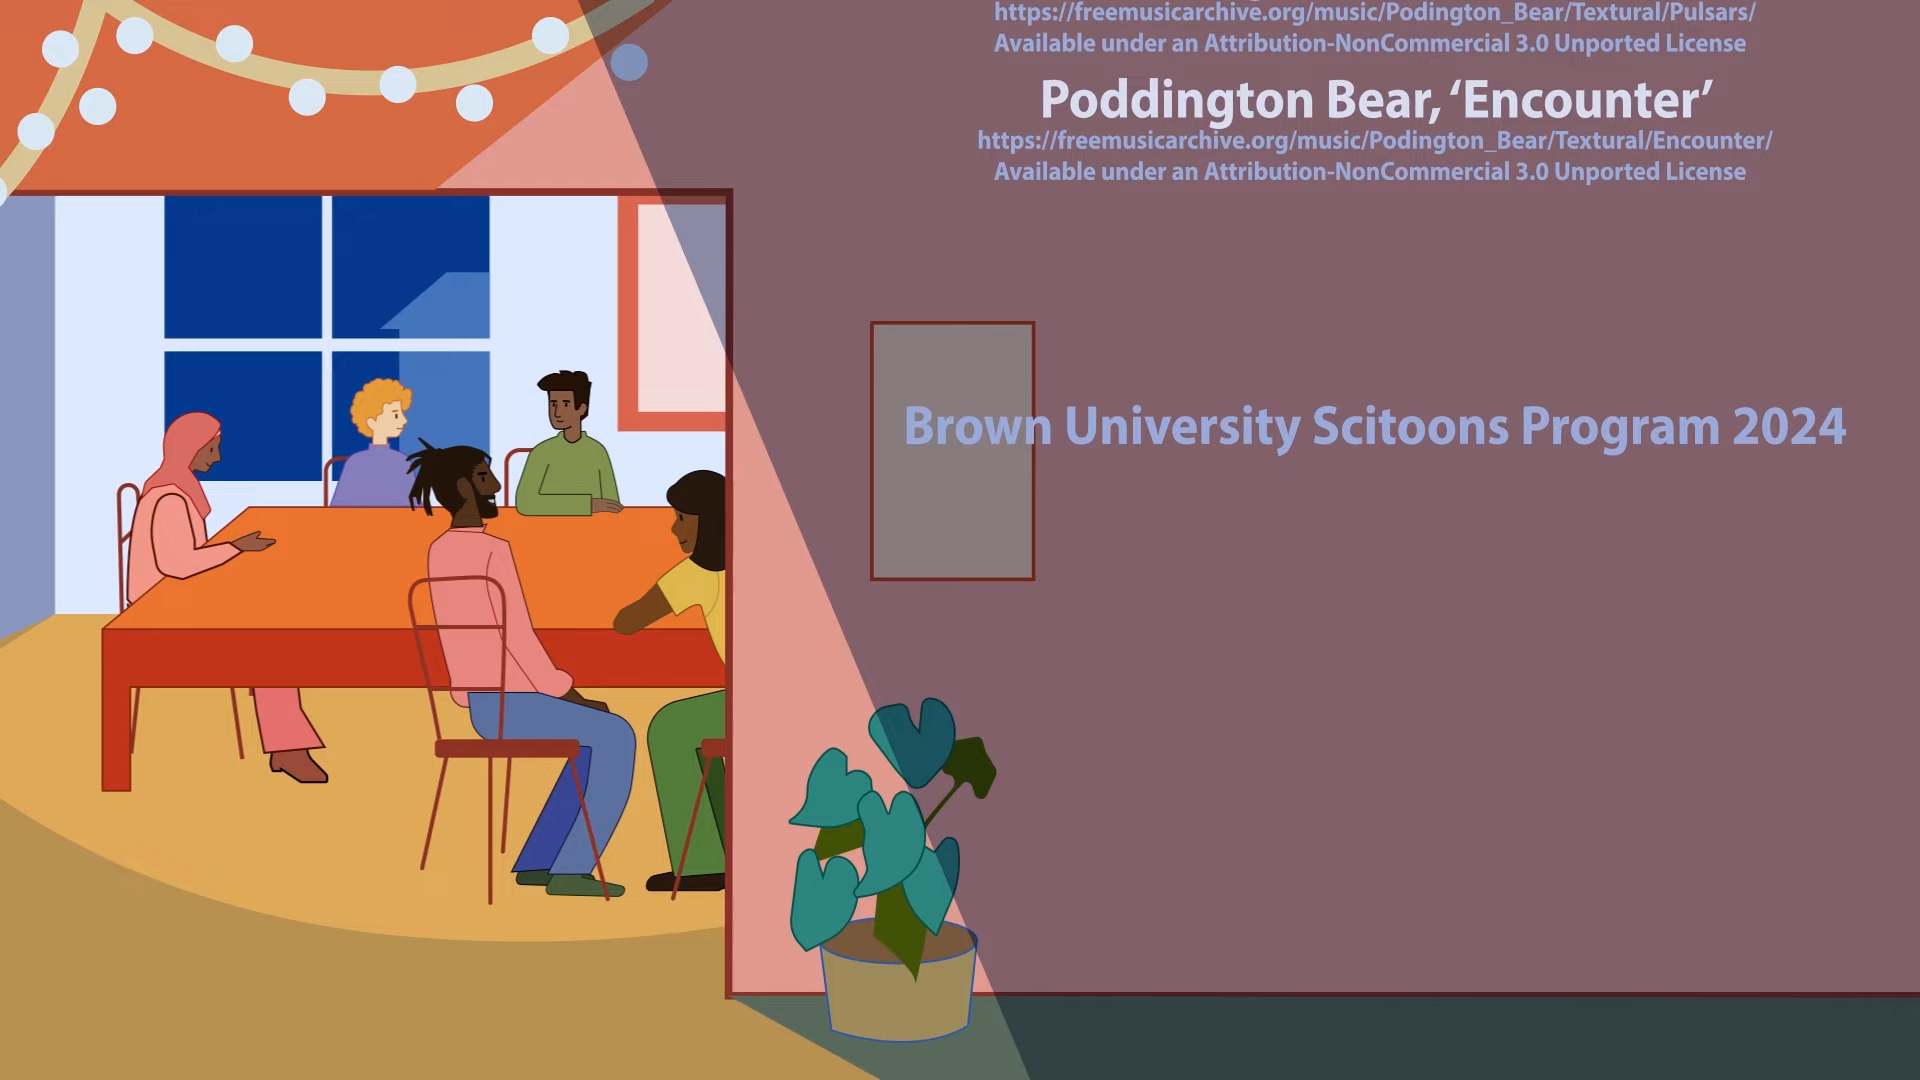 https://freemusicarchive.org/music/Podington_Bear/Textural/Pulsars/
Available under an Attribution-NonCommercial 3.0 Unported License
Poddington Bear, ‘Encounter’
https://freemusicarchive.org/music/Podington_Bear/Textural/Encounter/
Available under an Attribution-NonCommercial 3.0 Unported License
Brown University Scitoons Program 2024